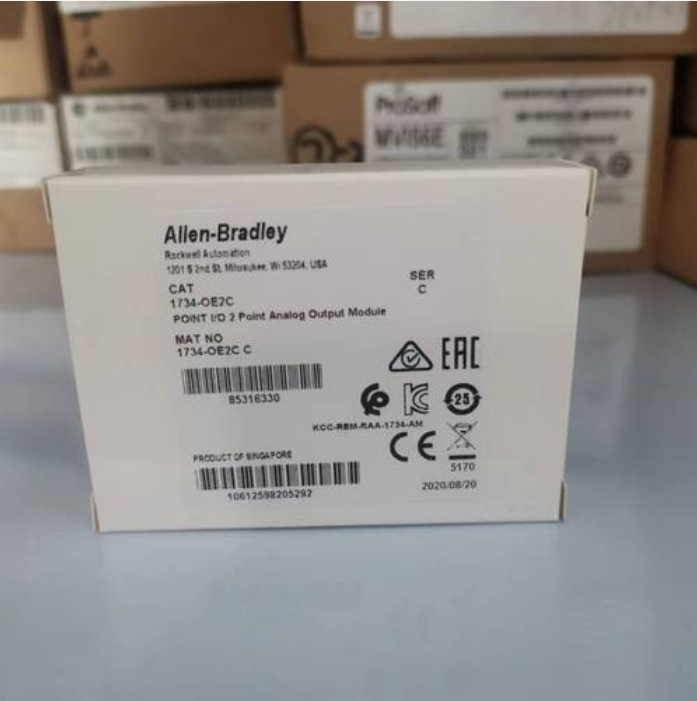 ProSoft
MVI56E
Allen-Bradley
Allen-Bradley
Rockwell Automation
1201 S 2nd St, Milwaukee, Wi 53204, USA
CAT
SER
1734-OE2C
C
POINT I/O 2 Point Analog Output Module
MAT NO
1734-OE2C C
EAC
85316330
25
KCC-REM-RAA-1734-AM
CE
PRODUCT OF SINGAPORE
5170
10612598205292
2020/08/20